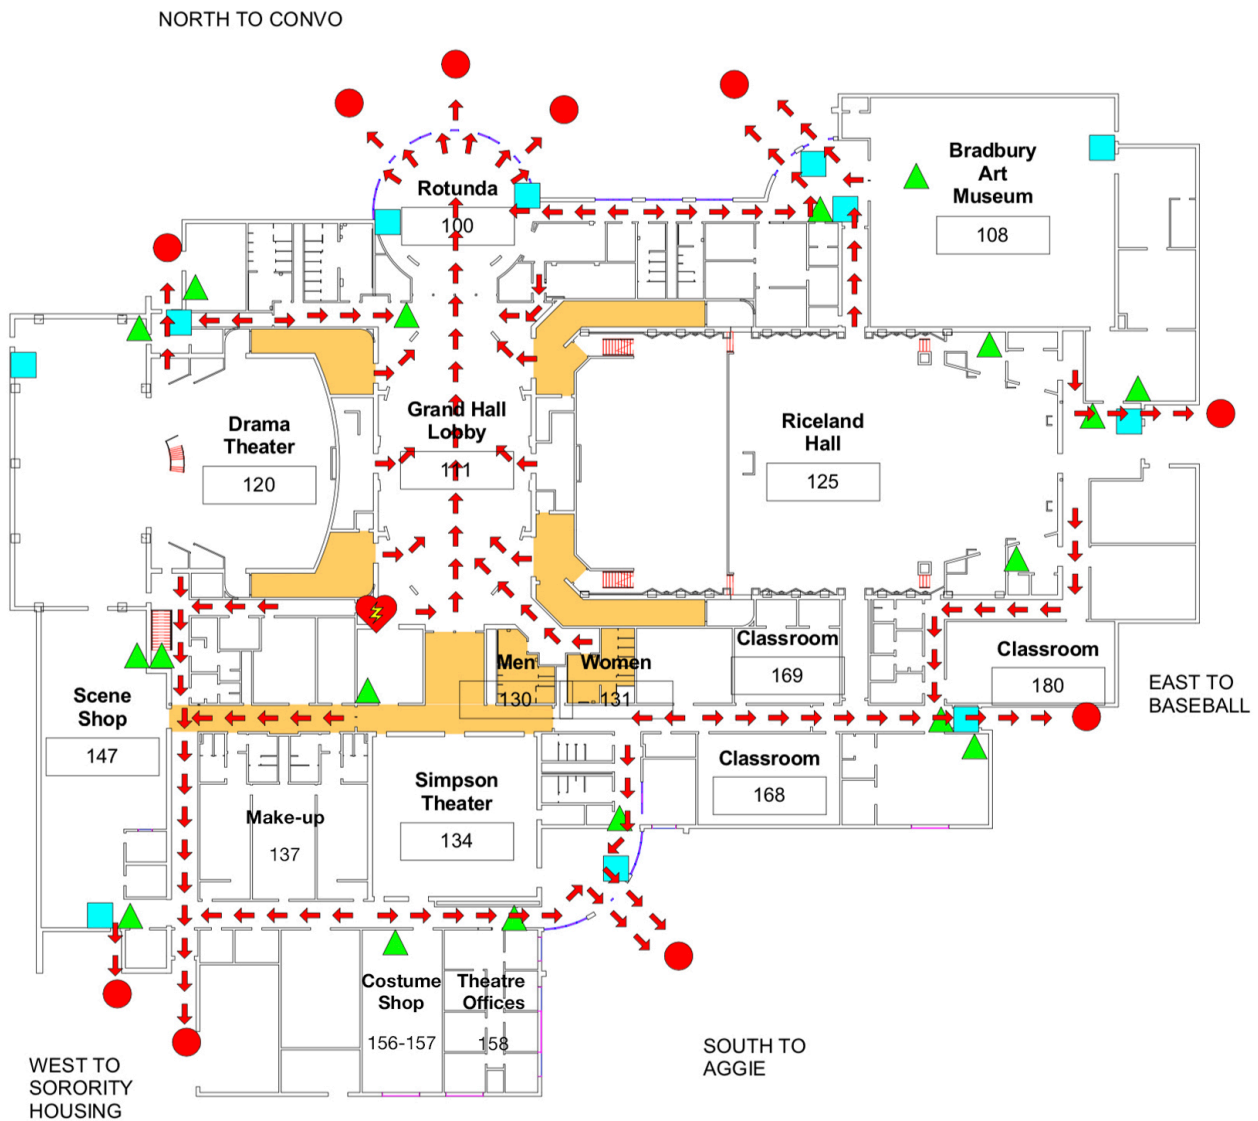 NORTH TO CONVO
Rotunda
100
Bradbury
Art
Museum
108
Drama
Theater
120
Grand Hall
Lobby
111
Riceland
Hall
125
Z
Men
130
Women
131
Classroom
169
Classroom
180
EAST TO
BASEBALL
Scene
Shop
147
Classroom
168
Simpson
Theater
134
Make-up
137
Costume
Shop
156-157
Theatre
Offices
158
WEST TO
SORORITY
HOUSING
SOUTH TO
AGGIE